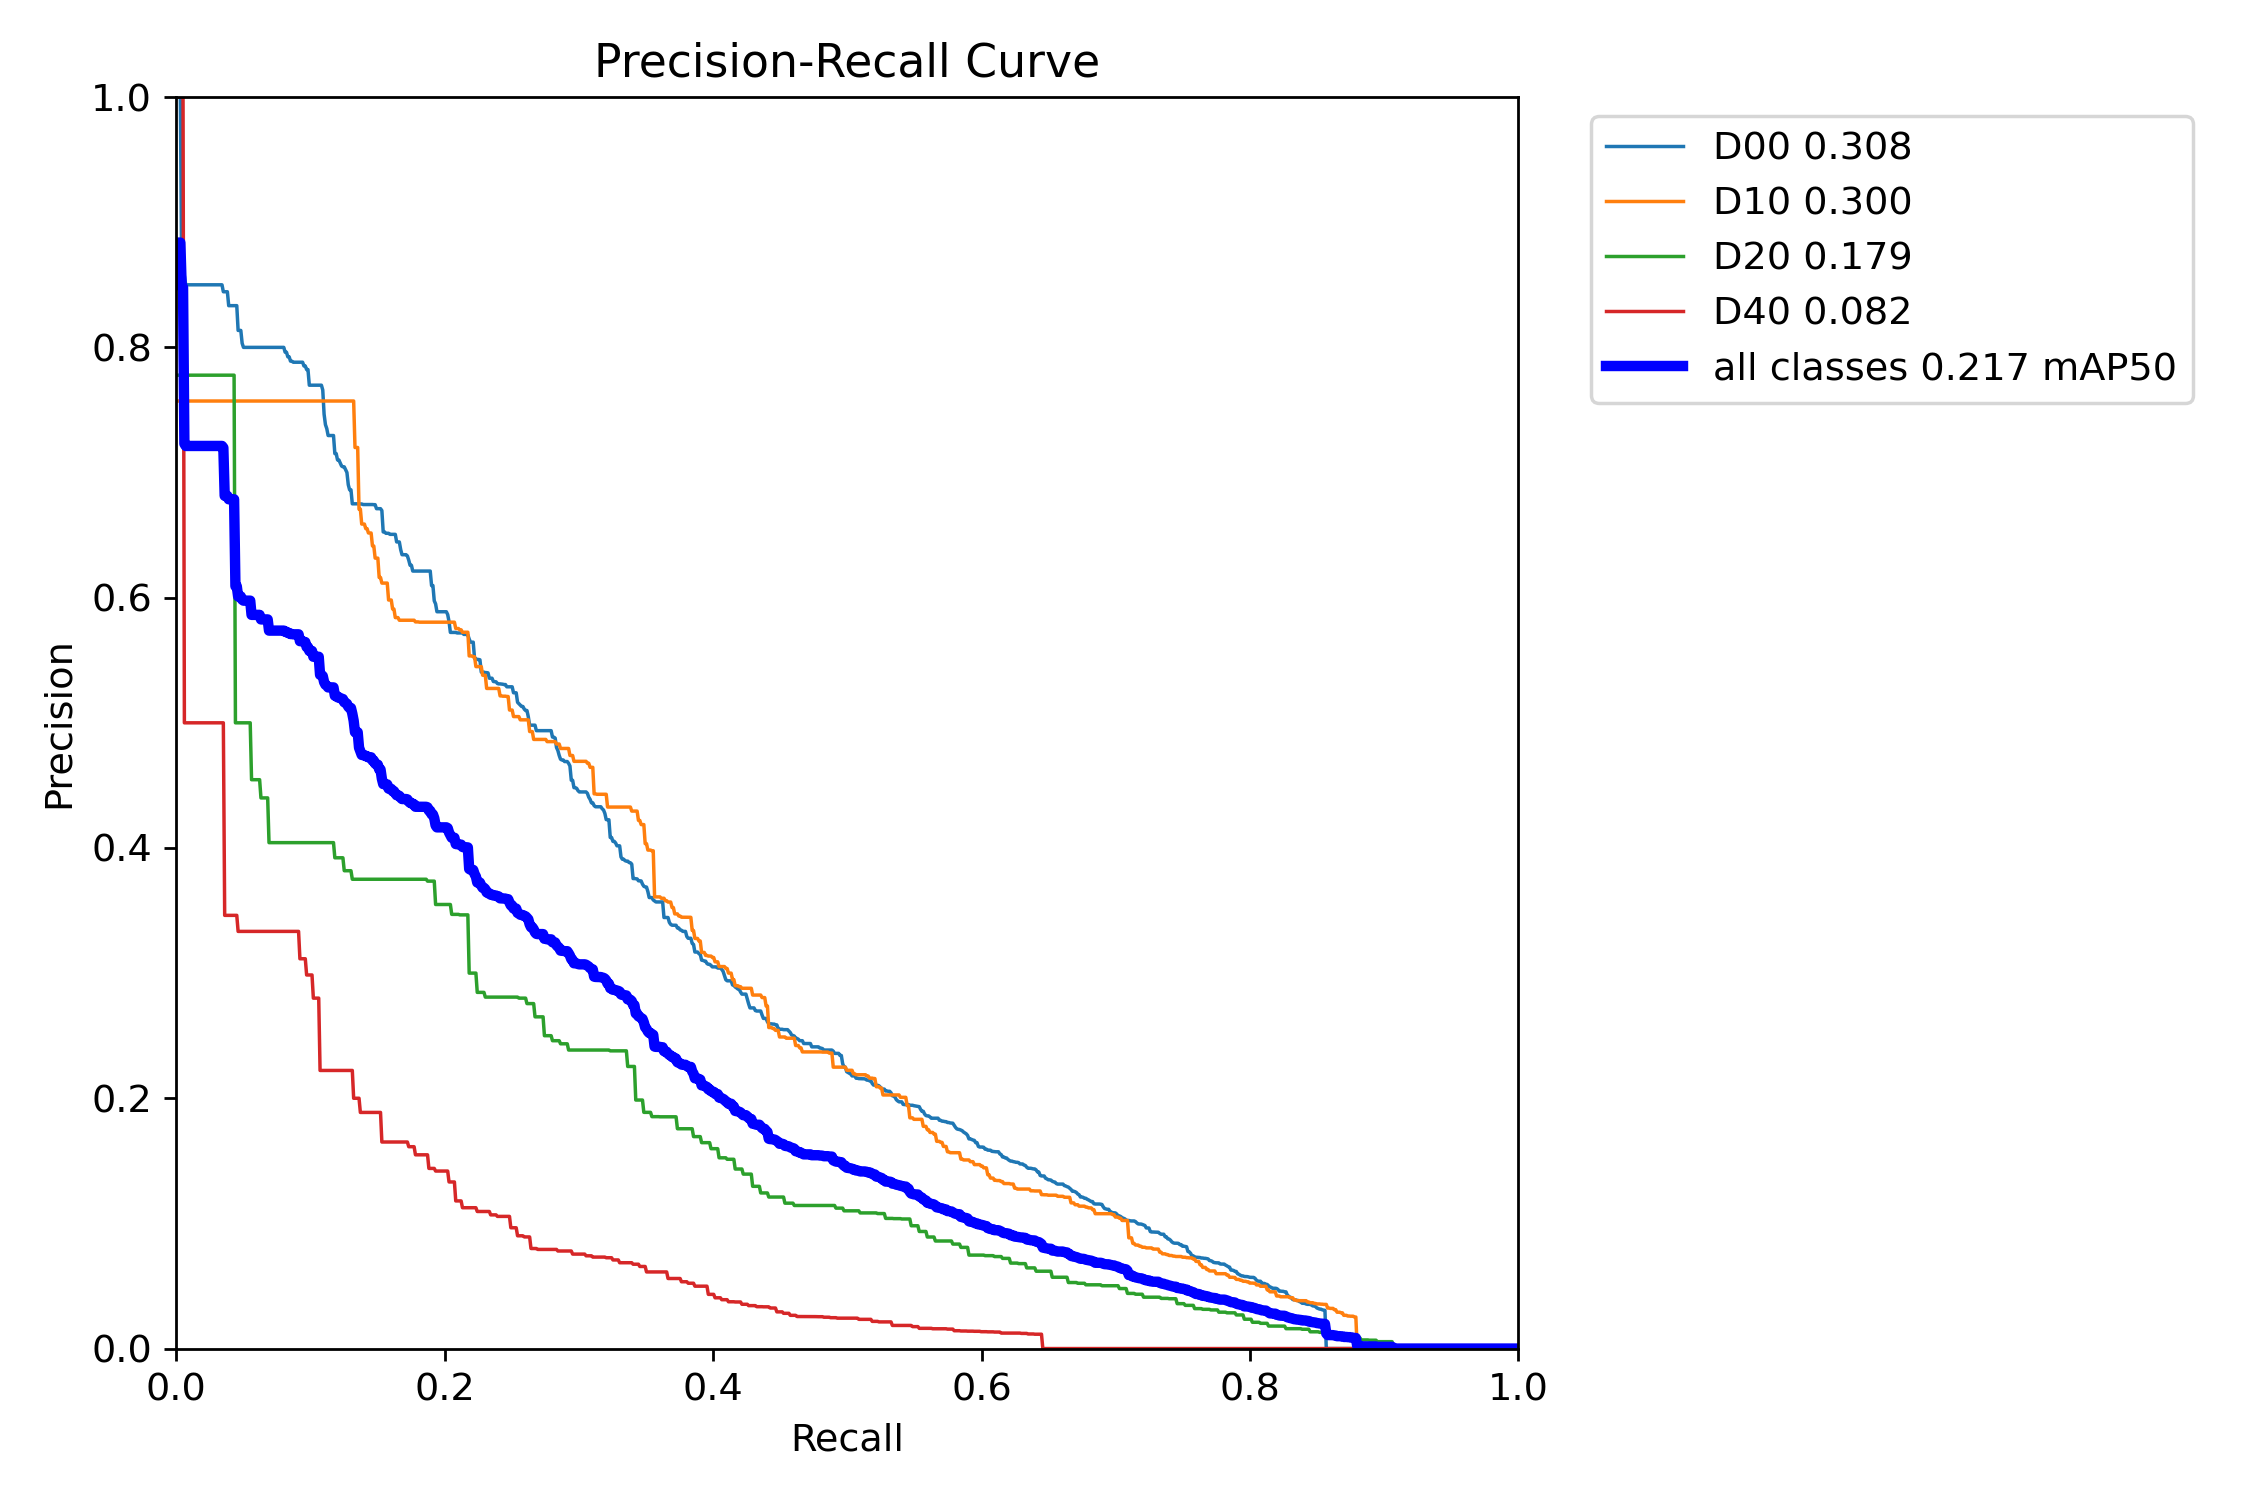 Precision-Recall Curve
1.0
0.8
0.6
0.4
0.2
0.0
Precision
0.0 0.2 0.4 0.6 0.8 1.0
Recall
D00 0.308
D10 0.300
D20 0.179
D40 0.082
all classes 0.217 mAP50